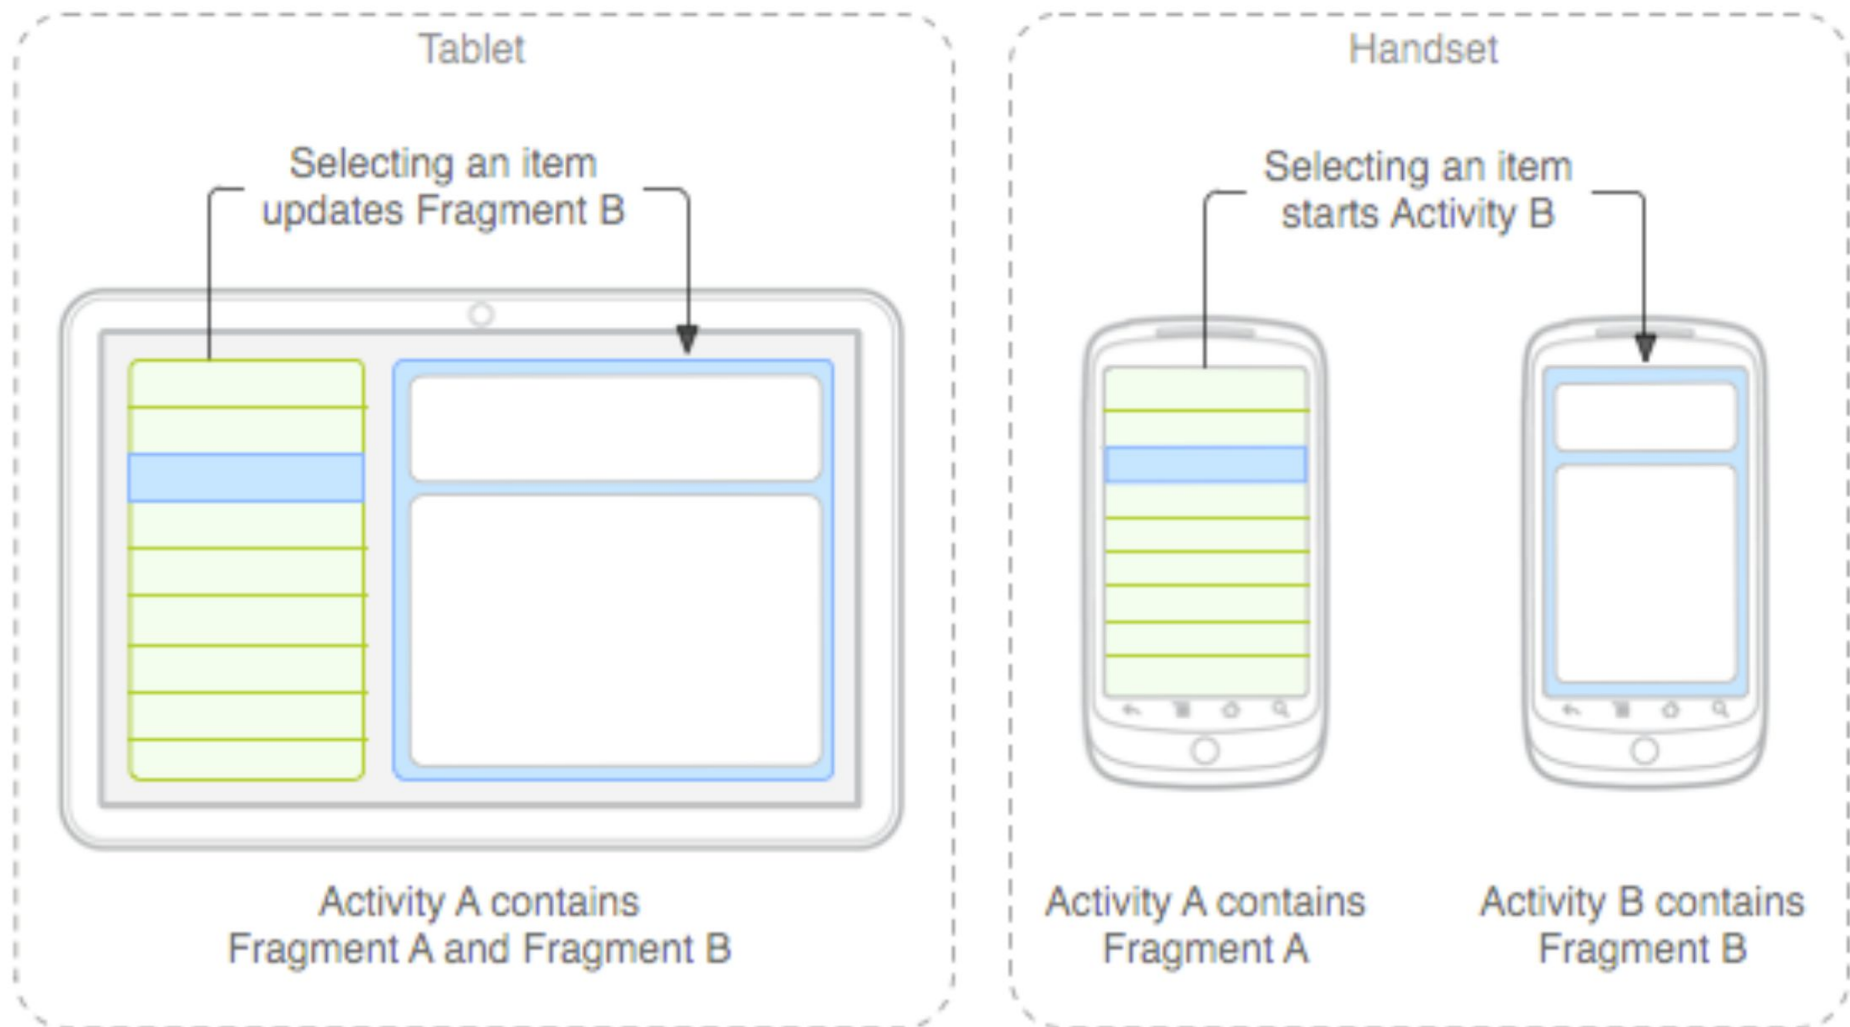 Tablet
Selecting an item
updates Fragment B
Activity A contains
Fragment A and Fragment B
Handset
Selecting an item
starts Activity B
Activity A contains
Fragment A
Activity B contains
Fragment B